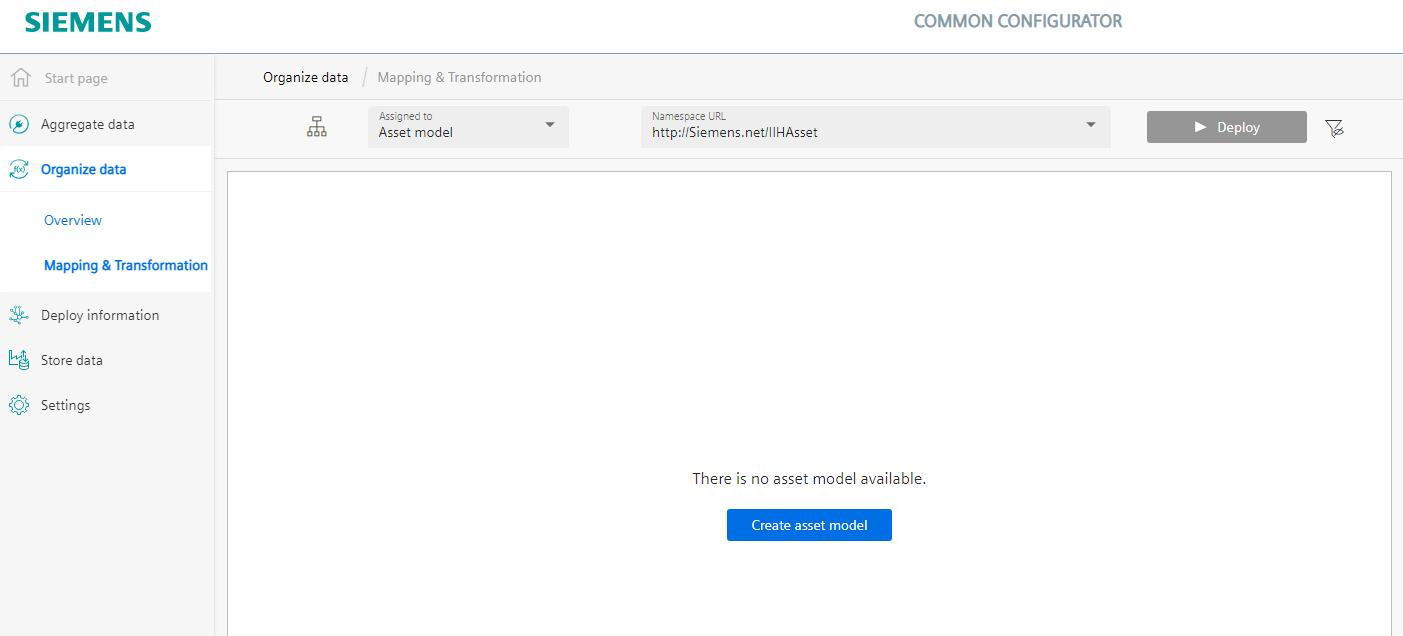 SIEMENS
COMMON CONFIGURATOR
Start page
Organize data / Mapping & Transformation
Aggregate data
Assigned to
Asset model
Namespace URL
http://Siemens.net/IIHAsset
Deploy
Organize data
Overview
Mapping & Transformation
Deploy information
Store data
Settings
There is no asset model available.
Create asset model